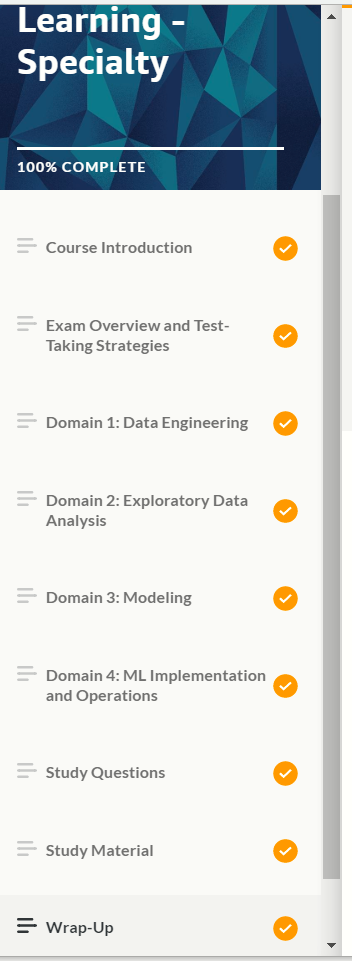 Learning -
Specialty
100% COMPLETE
Course Introduction
Exam Overview and Test-
Taking Strategies
Domain 1: Data Engineering
Domain 2: Exploratory Data
Analysis
Domain 3: Modeling
Domain 4: ML Implementation
and Operations
Study Questions
Study Material
Wrap-Up